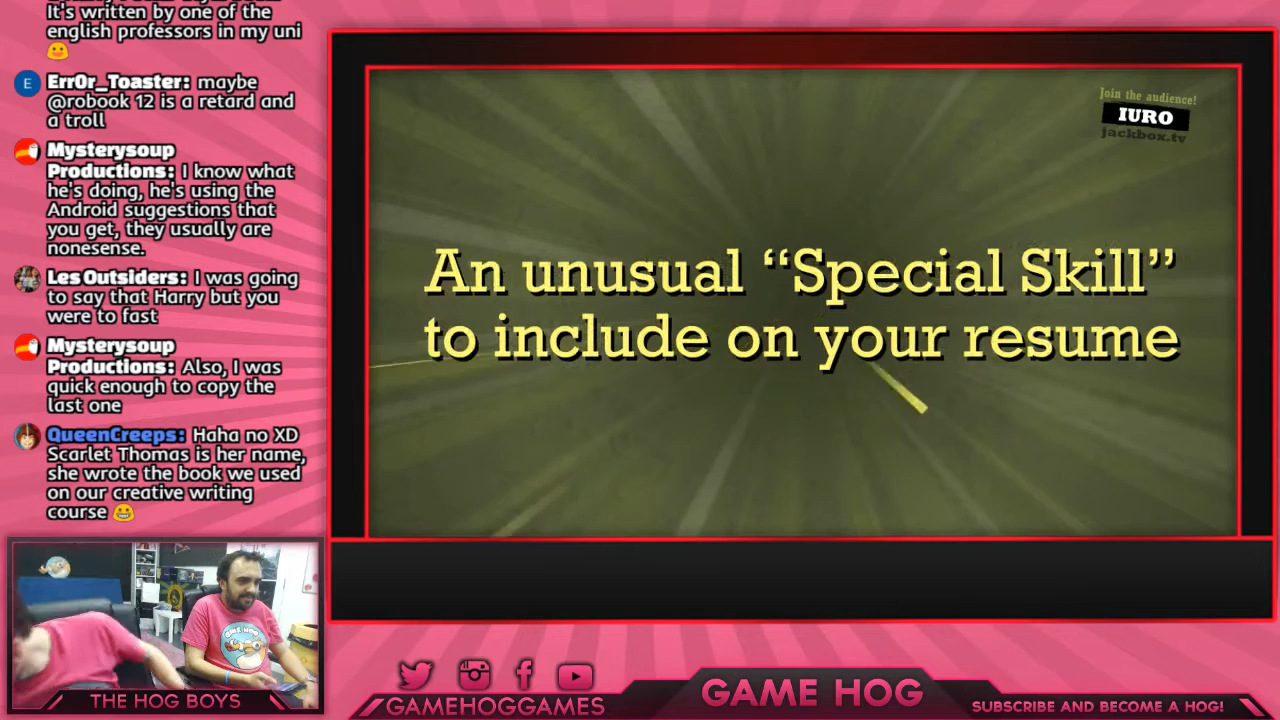 It's written by one of the
english professors in my uni
Err0r_Toaster: maybe
@robook 12 is a retard and
a troll
Mysterysoup
Productions: I know what
he's doing, he's using the
Android suggestions that
you get, they usually are
nonesense.
Les Outsiders: I was going
to say that Harry but you
were to fast
Mysterysoup
Productions: Also, I was
quick enough to copy the
last one
QueenCreeps: Haha no XD
Scarlet Thomas is her name,
she wrote the book we used
on our creative writing
course
THE HOG BOYS
Join the audience!
IURO
jackbox.tv
An unusual “Special Skill”
to include on your resume
GAMEHOGGAMES
GAME HOG
SUBSCRIBE AND BECOME A HOG!